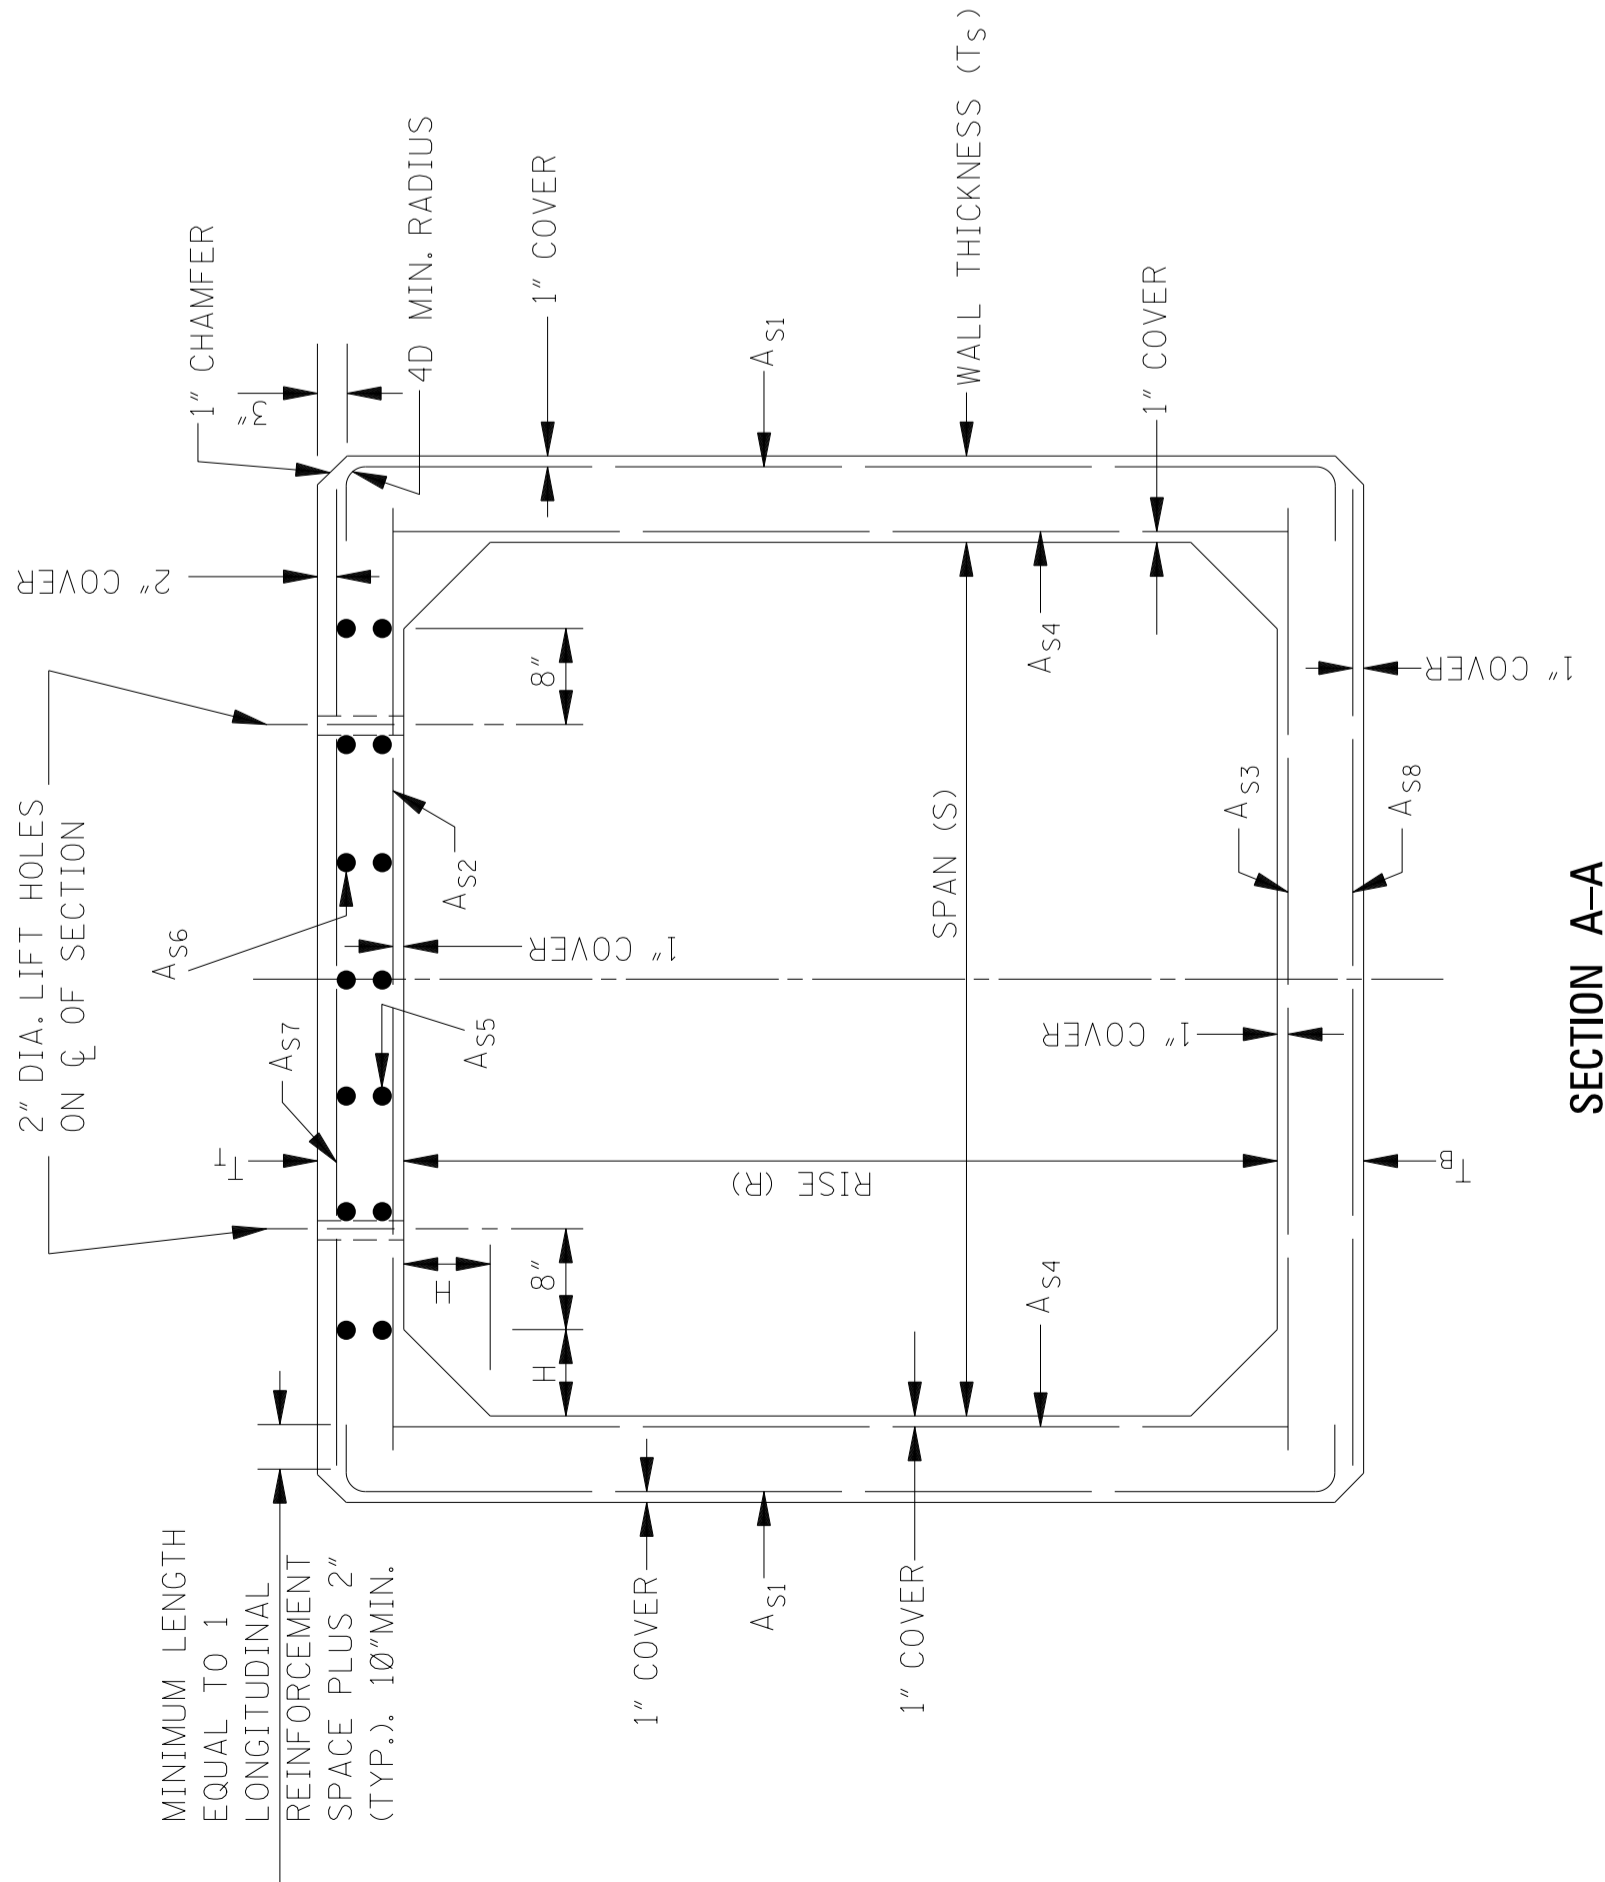 2" DIA. LIFT HOLES
ON ℄ OF SECTION
1" CHAMFER
3"
4D MIN. RADIUS
2" COVER
1" COVER
AS1
WALL THICKNESS (TS)
1" COVER
AS6
AS7
AS2
AS5
1" COVER
8"
AS4
1" COVER
SPAN (S)
AS3
AS8
1" COVER
TT
RISE (R)
TB
H
8"
H
AS4
MINIMUM LENGTH
EQUAL TO 1
LONGITUDINAL
REINFORCEMENT
SPACE PLUS 2"
(TYP.). 10"MIN.
1" COVER
AS1
1" COVER
SECTION A–A